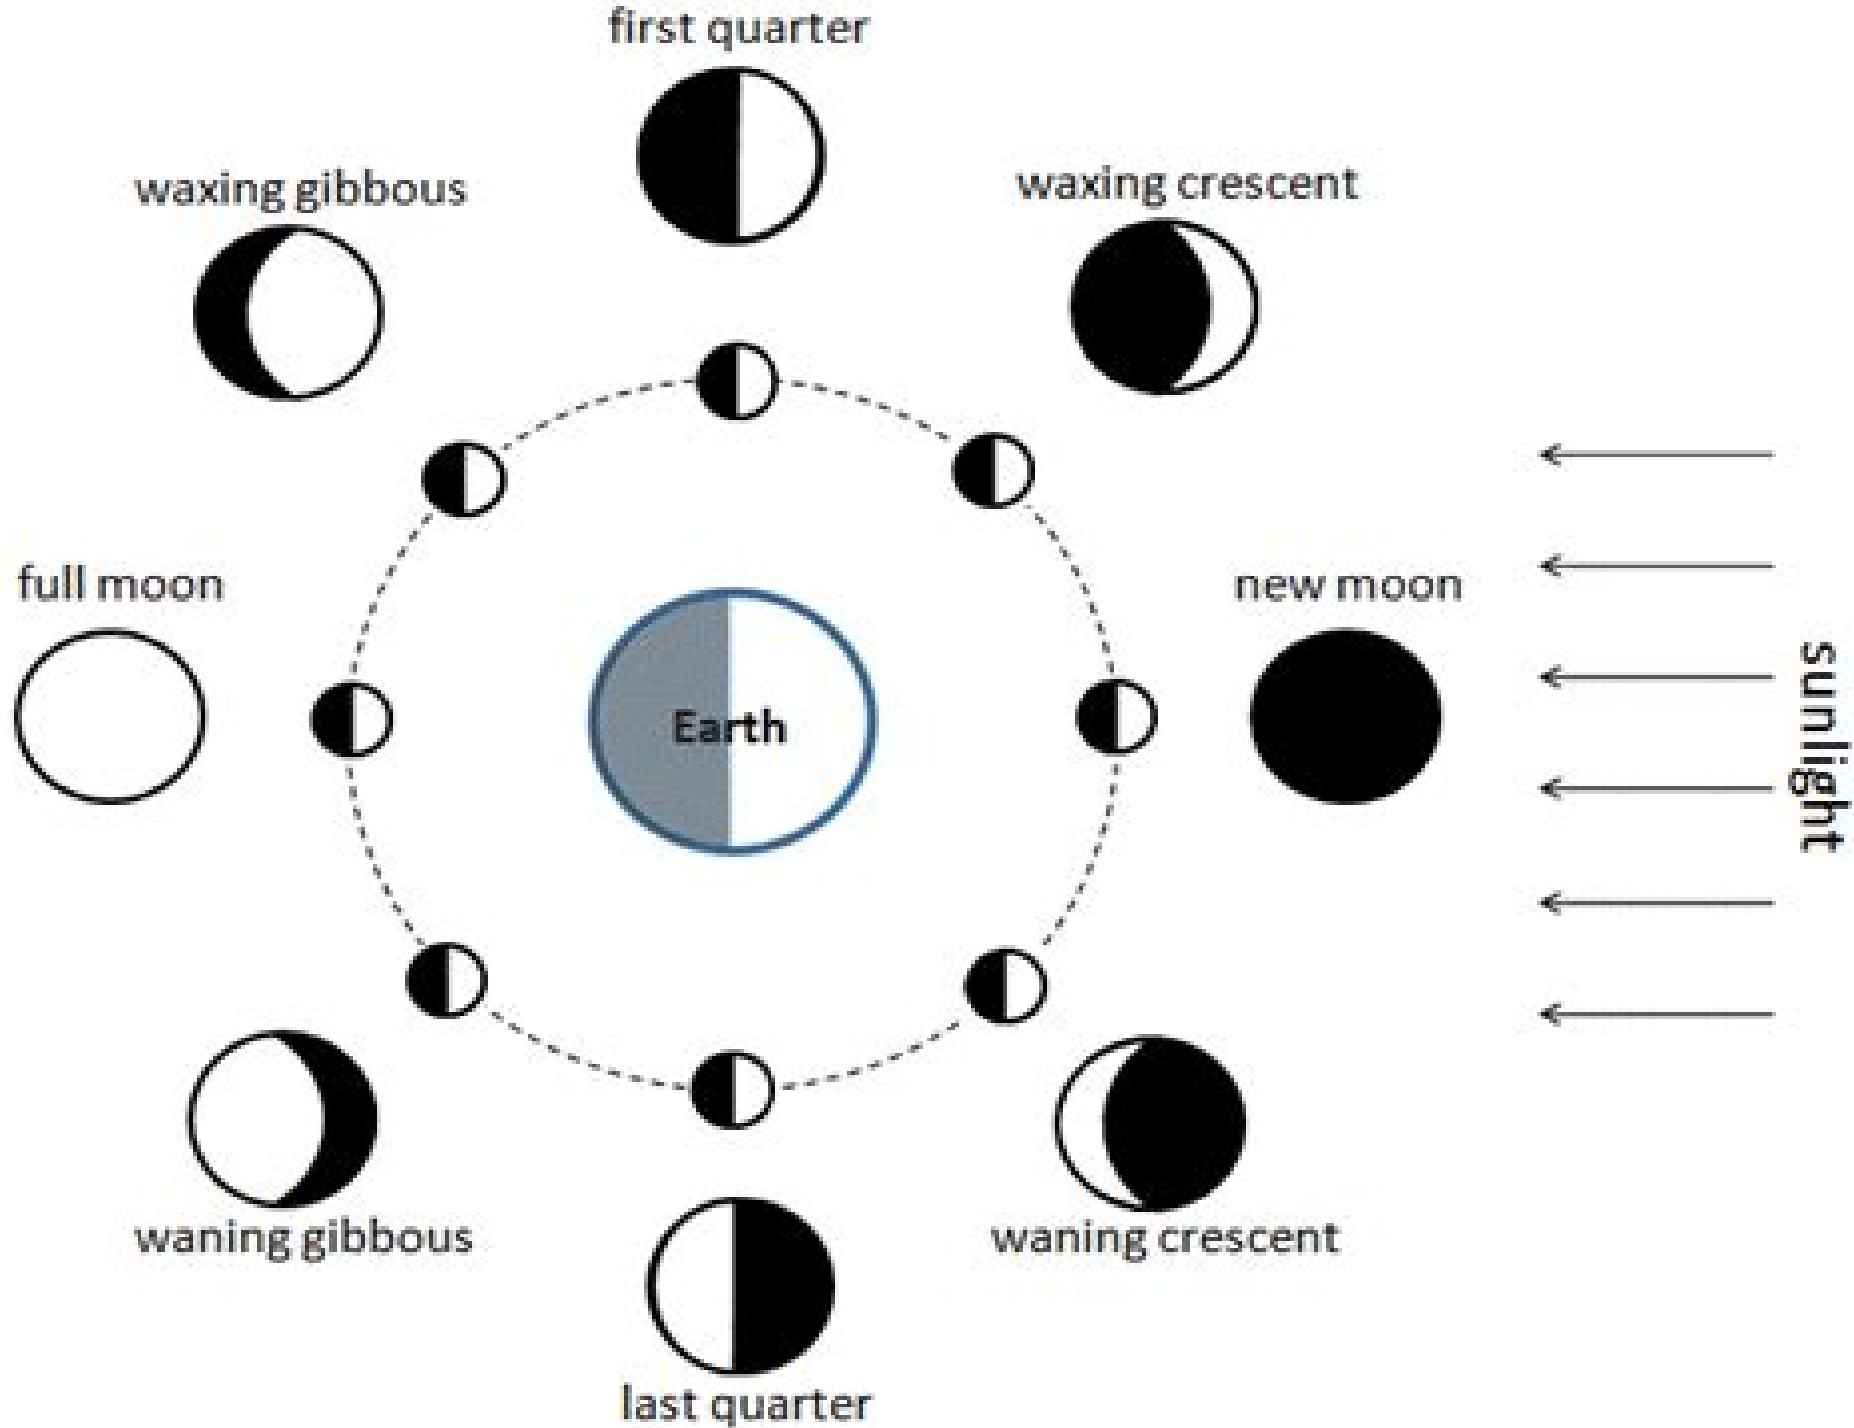 first quarter
waxing gibbous
waxing crescent
full moon
new moon
Earth
sunlight
waning gibbous
waning crescent
last quarter